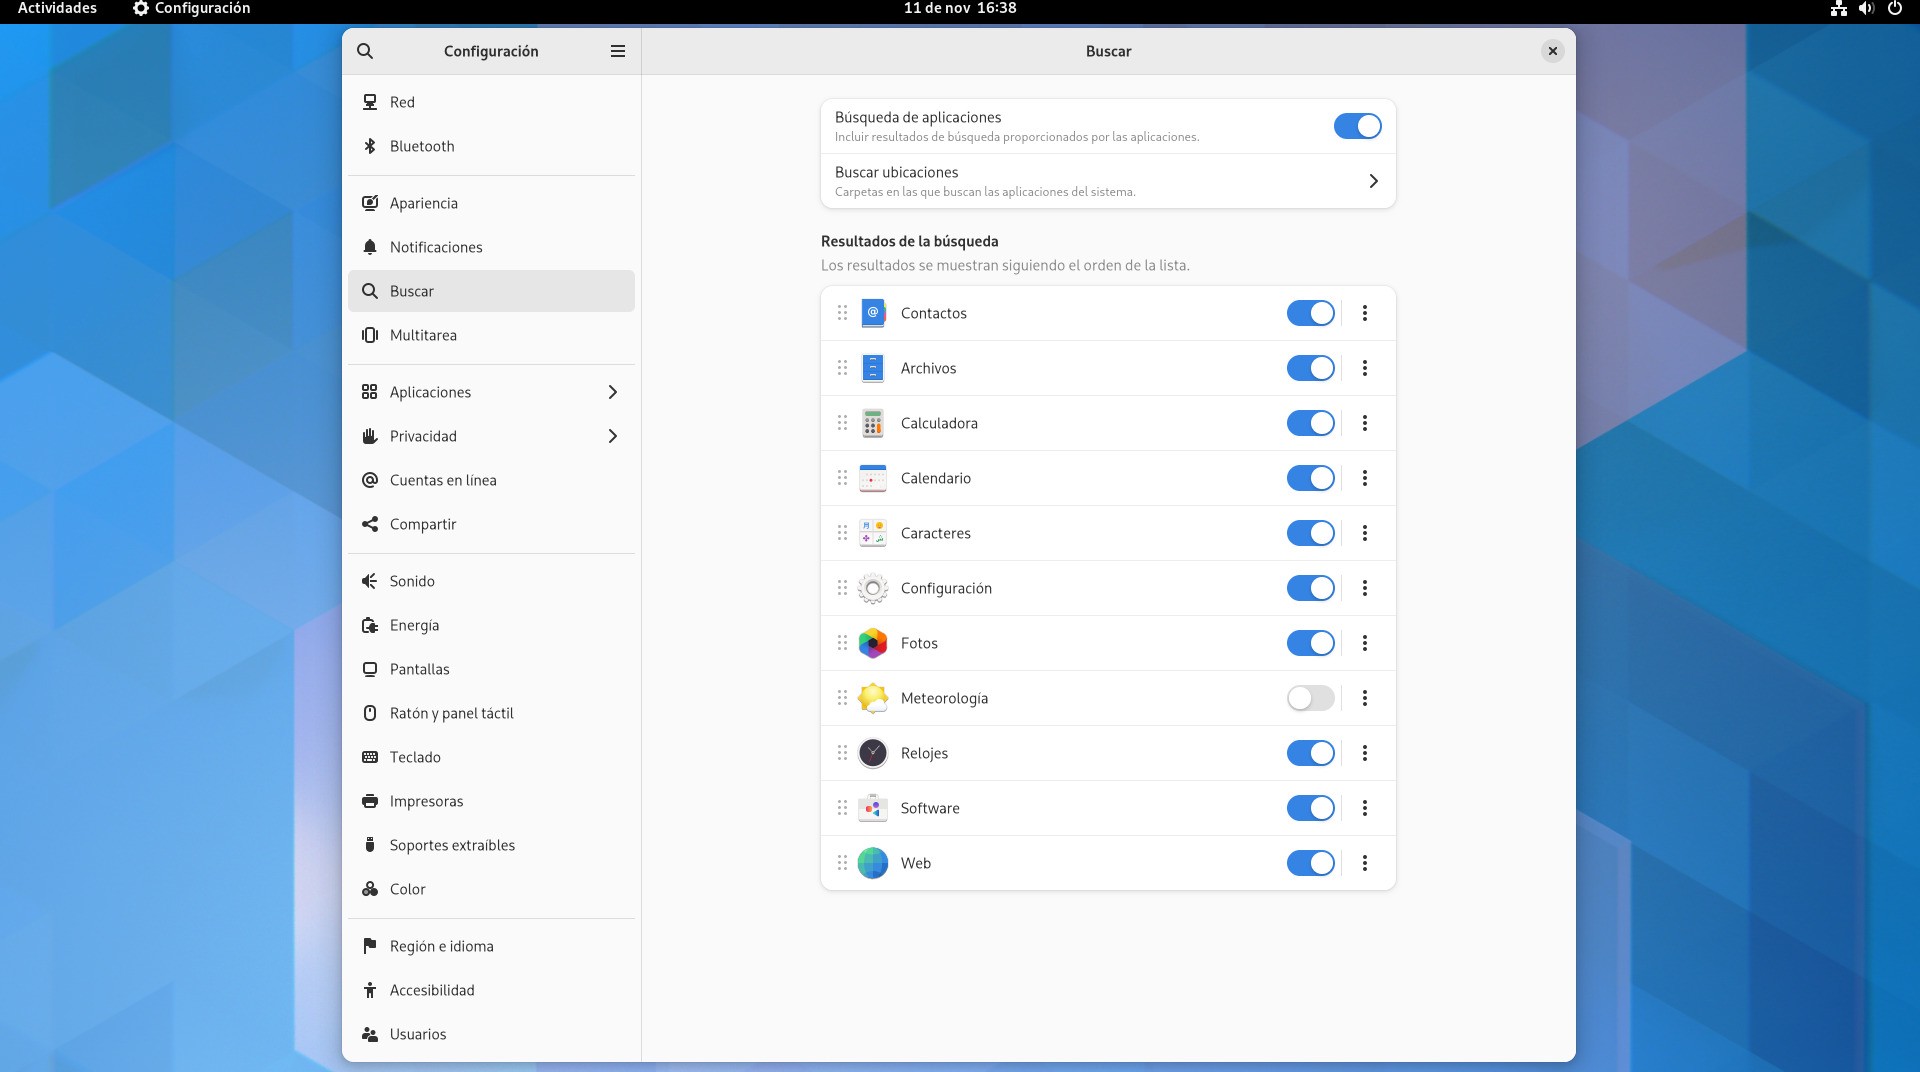 Actividades
Configuración
11 de nov 16:38
Configuración
Buscar
Red
Bluetooth
Apariencia
Notificaciones
Buscar
Multitarea
Aplicaciones
Privacidad
Cuentas en línea
Compartir
Sonido
Energía
Pantallas
Ratón y panel táctil
Teclado
Impresoras
Soportes extraíbles
Color
Región e idioma
Accesibilidad
Usuarios
Búsqueda de aplicaciones
Incluir resultados de búsqueda proporcionados por las aplicaciones.
Buscar ubicaciones
Carpetas en las que buscan las aplicaciones del sistema.
Resultados de la búsqueda
Los resultados se muestran siguiendo el orden de la lista.
Contactos
Archivos
Calculadora
Calendario
Caracteres
Configuración
Fotos
Meteorología
Relojes
Software
Web